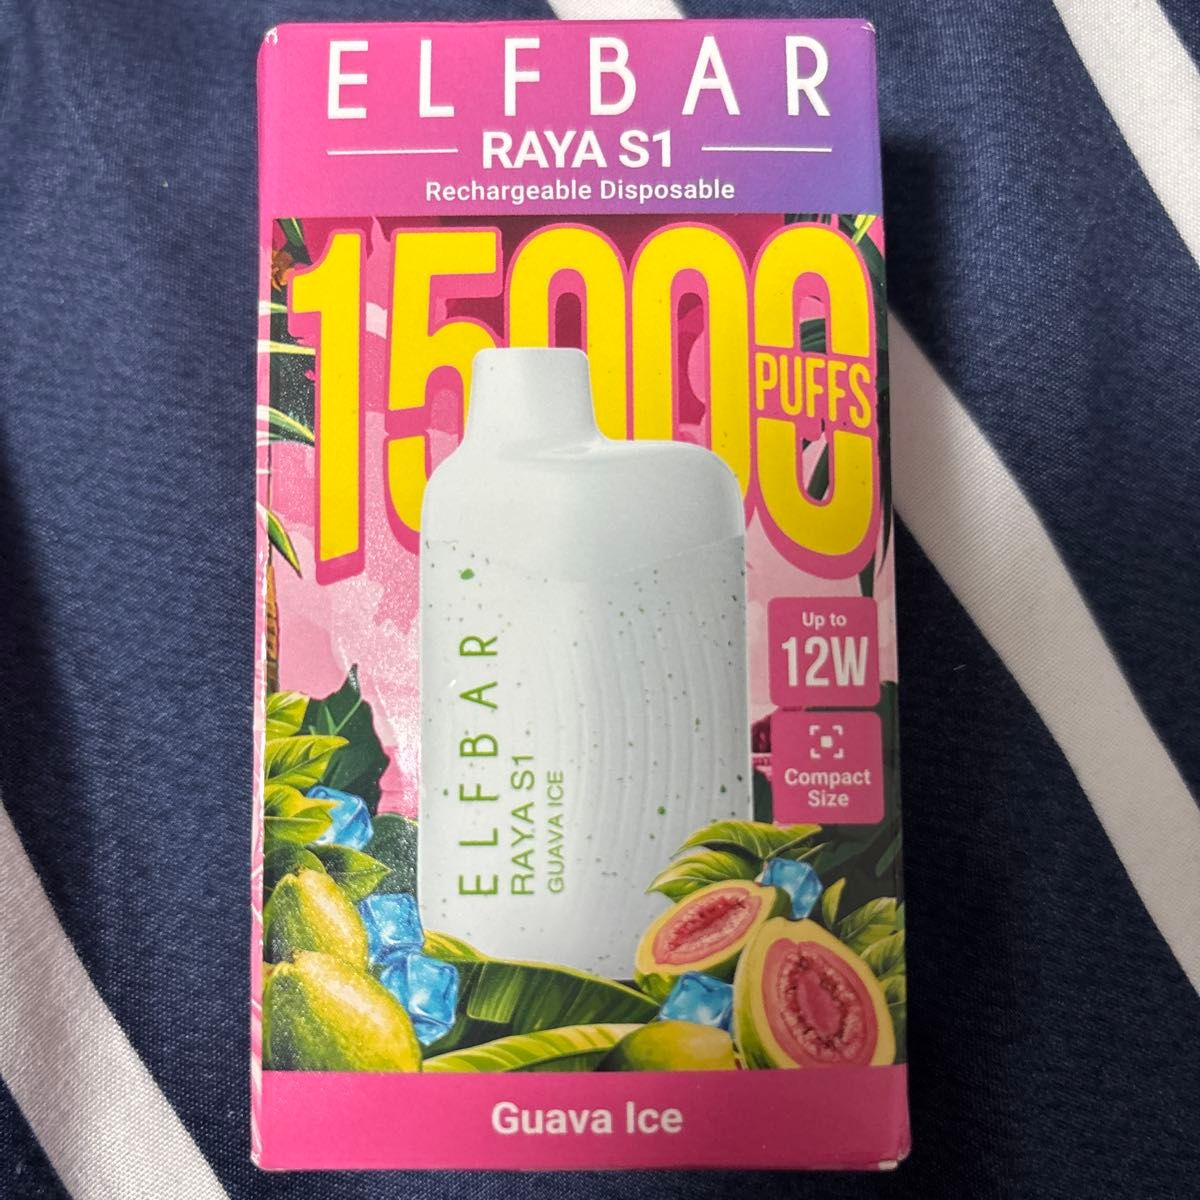 ELFBAR
RAYA S1
Rechargeable Disposable
15000
PUFFS
Up to
12W
Compact
Size
ELFBAR
RAYA S1
GUAVA ICE
Guava Ice